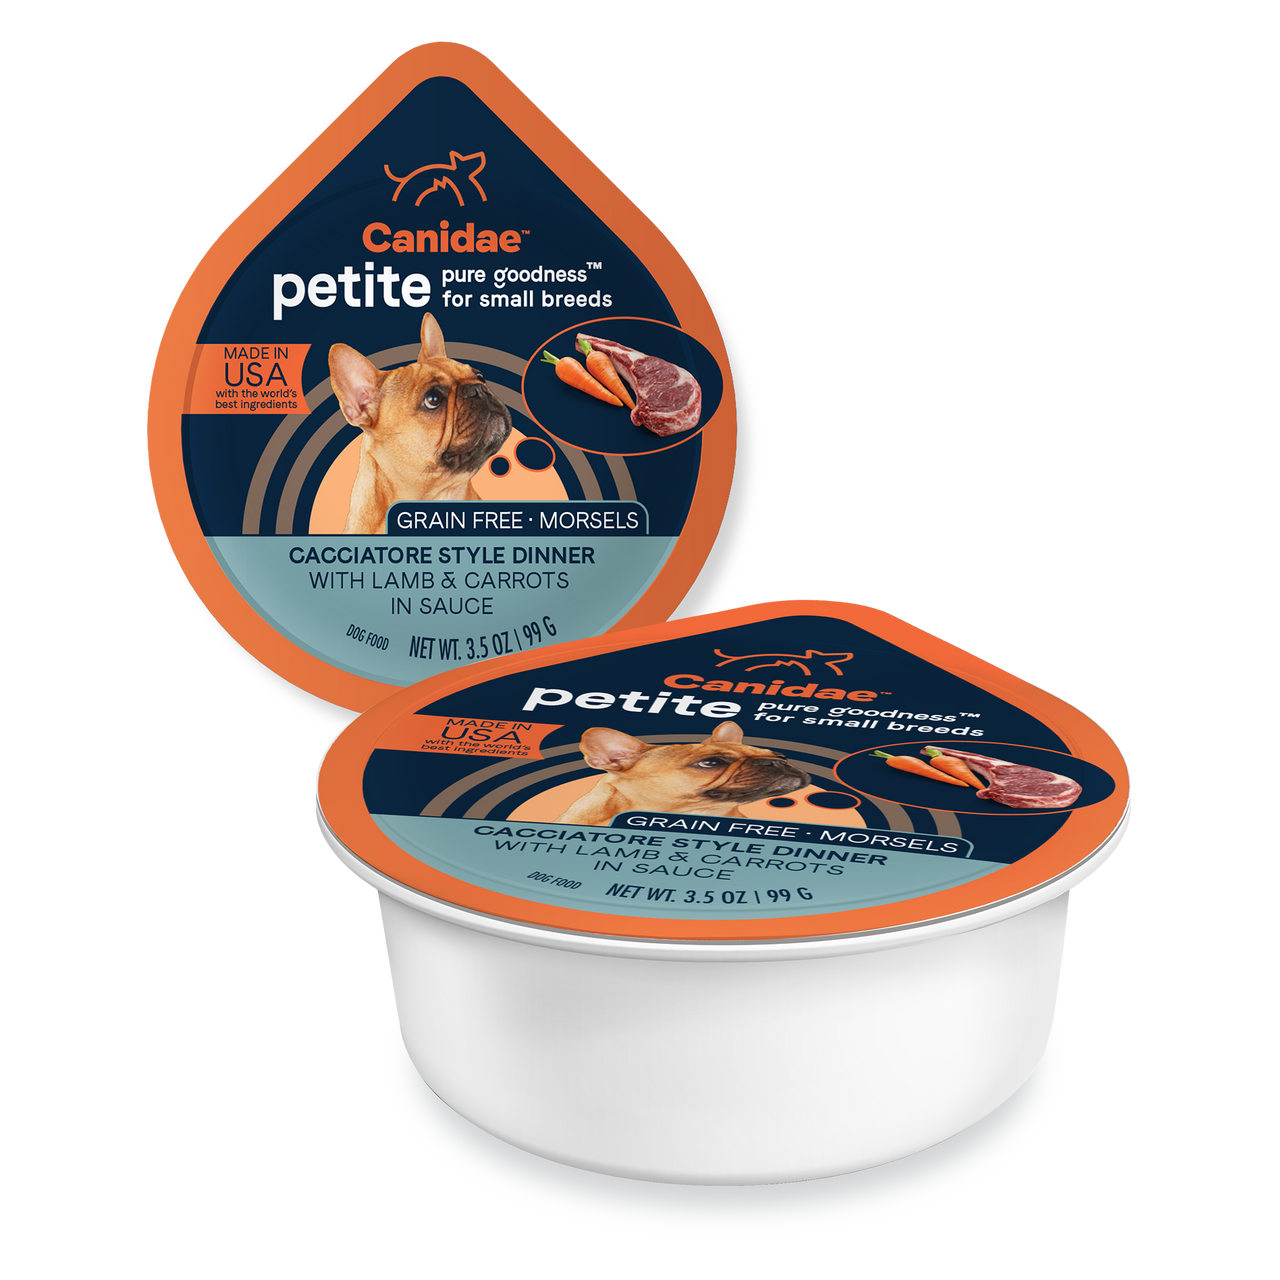 Canidae™
petite pure goodness™
for small breeds
MADE IN
USA
with the world's
best ingredients
GRAIN FREE · MORSELS
CACCIATORE STYLE DINNER
WITH LAMB & CARROTS
IN SAUCE
DOG FOOD NET WT. 3.5 OZ | 99 G
Canidae™
petite pure goodness™
for small breeds
MADE IN
USA
with the world's
best ingredients
GRAIN FREE · MORSELS
CACCIATORE STYLE DINNER
WITH LAMB & CARROTS
IN SAUCE
DOG FOOD NET WT. 3.5 OZ | 99 G